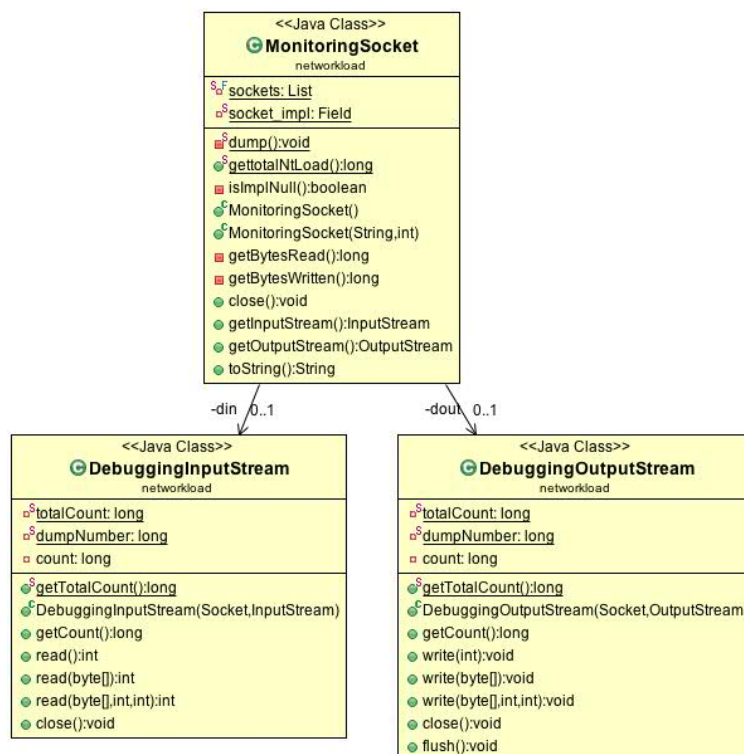 <<Java Class>>
C MonitoringSocket
networkload
S F sockets: List
S socket_impl: Field
S dump():void
S gettotalNtLoad():long
isImplNull():boolean
C MonitoringSocket()
C MonitoringSocket(String,int)
getBytesRead():long
getBytesWritten():long
close():void
getInputStream():InputStream
getOutputStream():OutputStream
toString():String
-din 0..1
-dout 0..1
<<Java Class>>
C DebuggingInputStream
networkload
S totalCount: long
S dumpNumber: long
count: long
S getTotalCount():long
C DebuggingInputStream(Socket,InputStream)
getCount():long
read():int
read(byte[]):int
read(byte[],int,int):int
close():void
<<Java Class>>
C DebuggingOutputStream
networkload
S totalCount: long
S dumpNumber: long
count: long
S getTotalCount():long
C DebuggingOutputStream(Socket,OutputStream
getCount():long
write(int):void
write(byte[]):void
write(byte[],int,int):void
close():void
flush():void